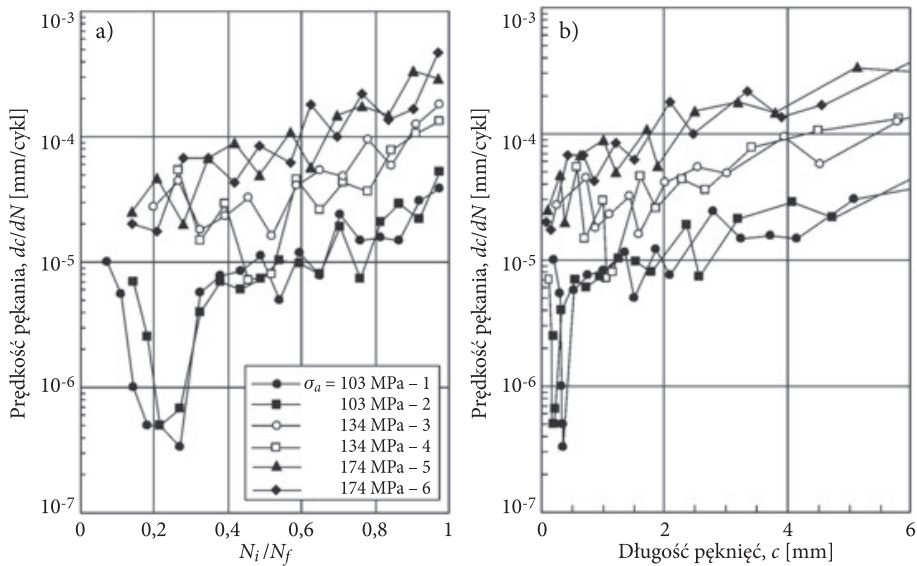 a)
Prędkość pękania, dc/dN [mm/cykl]
10⁻³
10⁻⁴
10⁻⁵
10⁻⁶
10⁻⁷
0
0,2
0,4
0,6
0,8
1
Nᵢ/N_f
σₐ = 103 MPa – 1
103 MPa – 2
134 MPa – 3
134 MPa – 4
174 MPa – 5
174 MPa – 6
b)
Prędkość pękania, dc/dN [mm/cykl]
10⁻³
10⁻⁴
10⁻⁵
10⁻⁶
10⁻⁷
0
2
4
6
Długość pęknięć, c [mm]